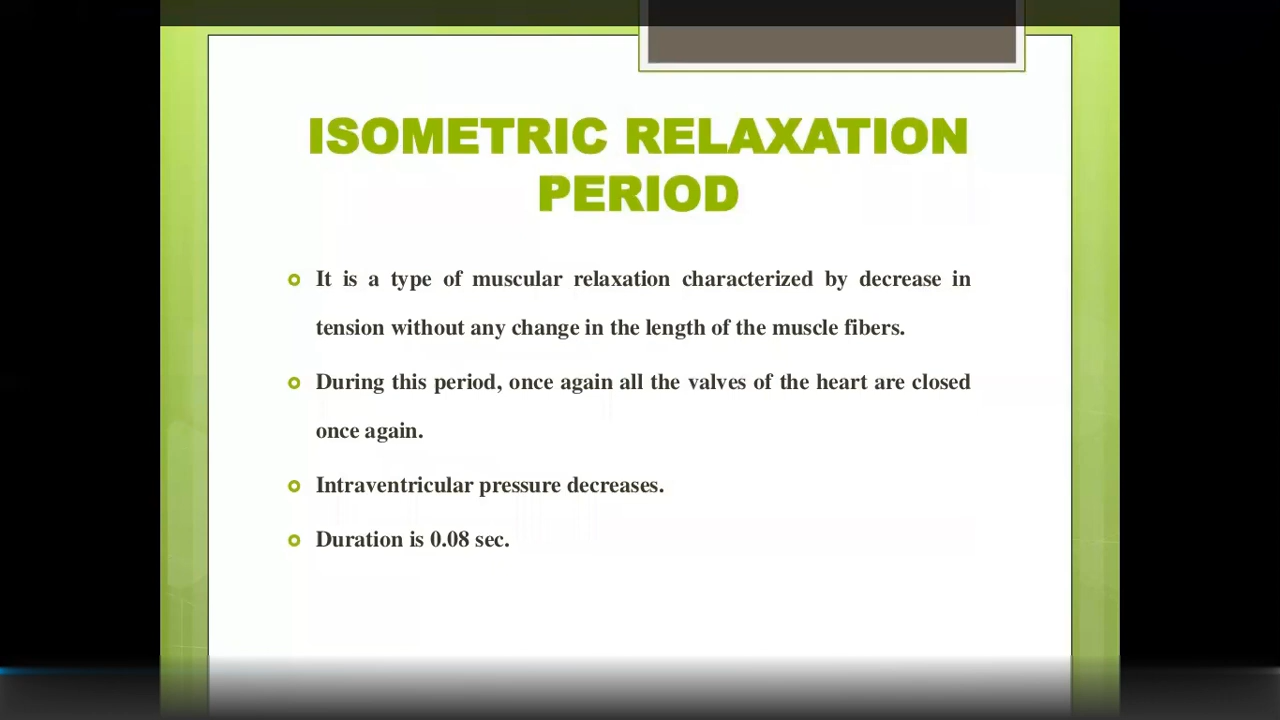 ISOMETRIC RELAXATION
PERIOD
It is a type of muscular relaxation characterized by decrease in
tension without any change in the length of the muscle fibers.
During this period, once again all the valves of the heart are closed
once again.
Intraventricular pressure decreases.
Duration is 0.08 sec.